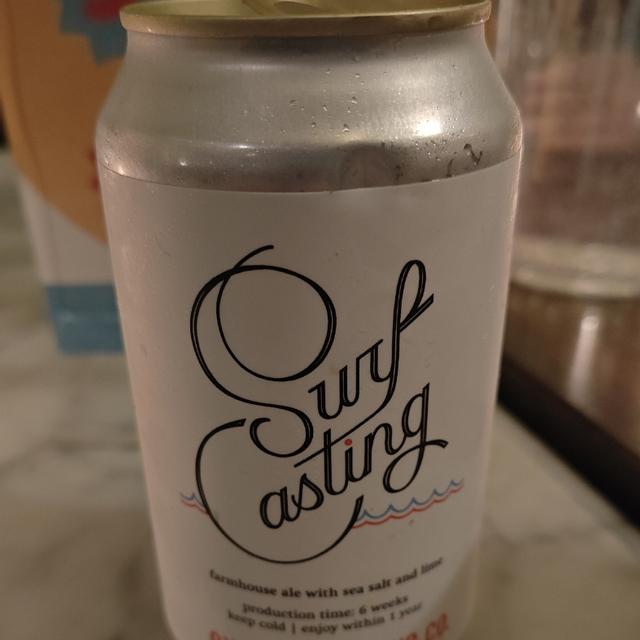 Surf
Casting
farmhouse ale with sea salt and lime
production time: 6 weeks
keep cold | enjoy within 1 year
CO.